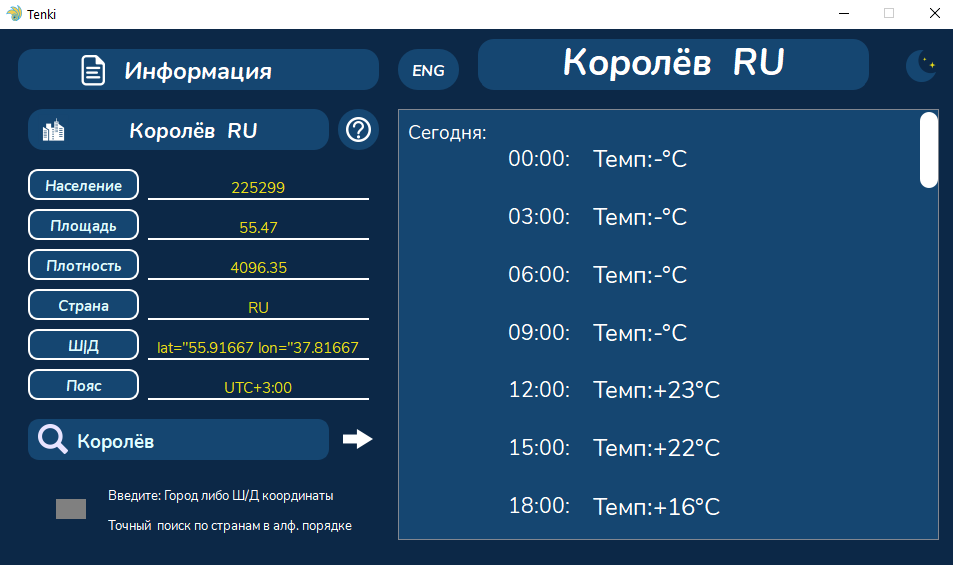 Tenki
Информация
ENG
Королёв RU
Королёв RU
Население
225299
Площадь
55.47
Плотность
4096.35
Страна
RU
Ш/Д
lat="55.91667 lon="37.81667
Пояс
UTC+3:00
Королёв
Введите: Город либо Ш/Д координаты
Точный поиск по странам в алф. порядке
Сегодня:
00:00: Темп:-°C
03:00: Темп:-°C
06:00: Темп:-°C
09:00: Темп:-°C
12:00: Темп:+23°C
15:00: Темп:+22°C
18:00: Темп:+16°C